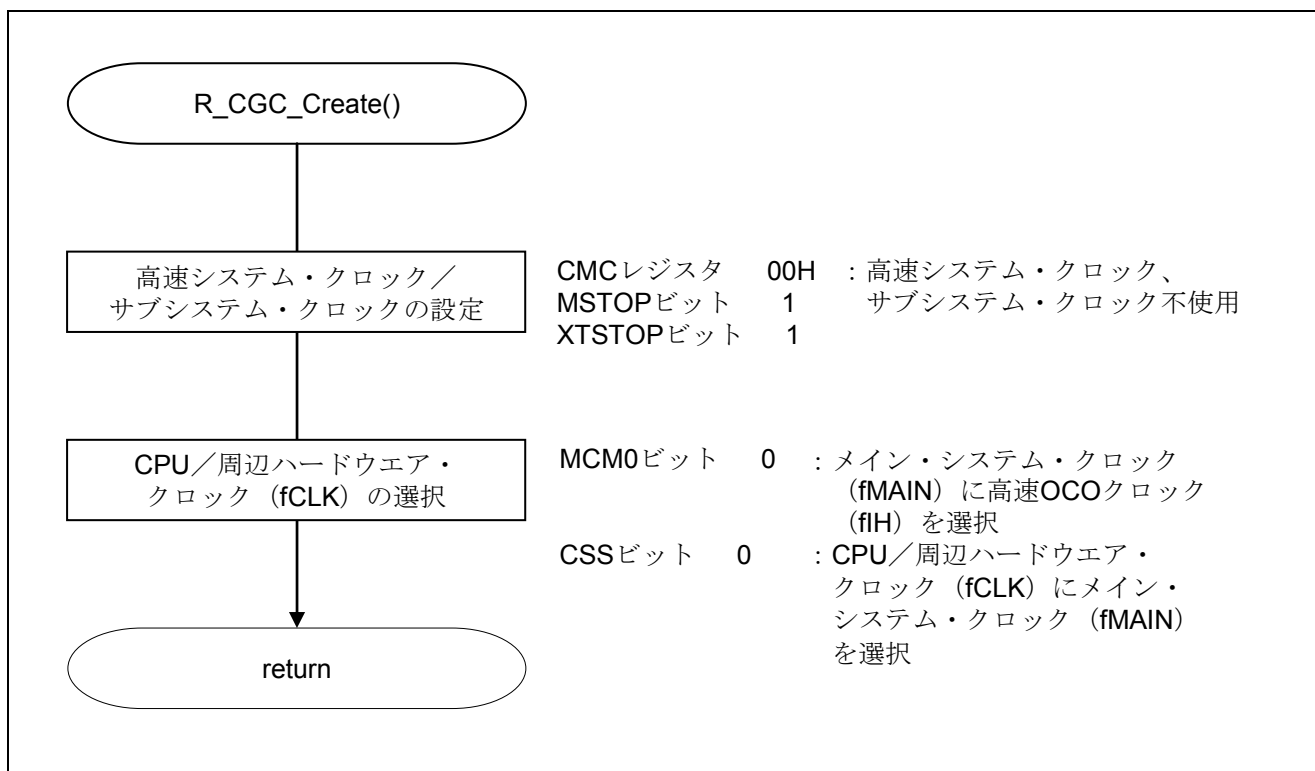 R_CGC_Create()
高速システム・クロック／
サブシステム・クロックの設定
CMCレジスタ 00H ：高速システム・クロック、
MSTOPビット 1 サブシステム・クロック不使用
XTSTOPビット 1
CPU／周辺ハードウエア・
クロック（fCLK）の選択
MCM0ビット 0 ：メイン・システム・クロック
（fMAIN）に高速OCOクロック
（fIH）を選択
CSSビット 0 ：CPU／周辺ハードウエア・
クロック（fCLK）にメイン・
システム・クロック（fMAIN）
を選択
return